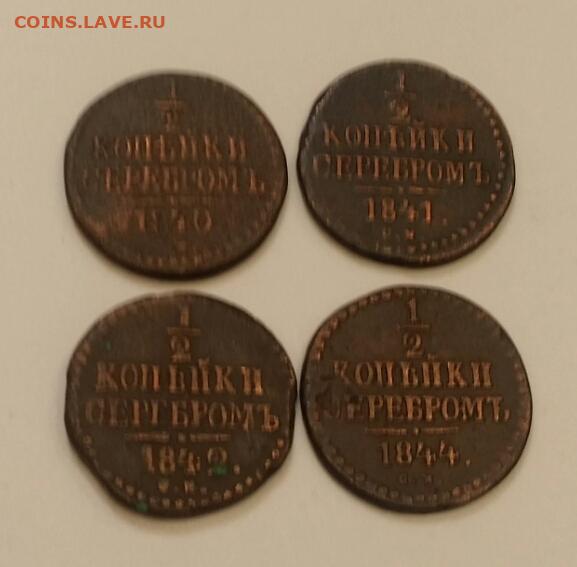 COINS.LAVE.RU
1/2
КОПѢЙКИ
СЕРЕБРОМЪ
1840
1/2
КОПѢЙКИ
СЕРЕБРОМЪ
1841.
С.М.
1/2
КОПѢЙКИ
СЕРЕБРОМЪ
1842.
1/2
КОПѢЙКИ
СЕРЕБРОМЪ
1844.